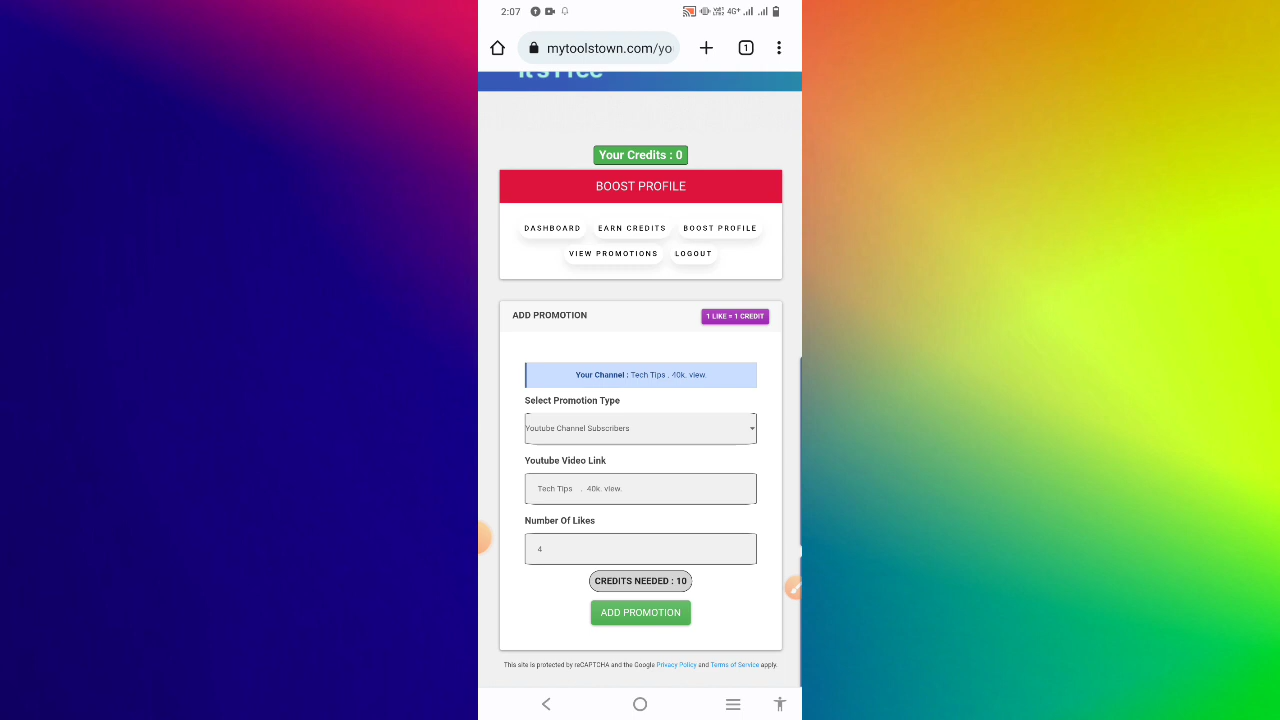 2:07
4G+
mytoolstown.com/yo
1
It's Free
Your Credits : 0
BOOST PROFILE
DASHBOARD EARN CREDITS BOOST PROFILE
VIEW PROMOTIONS LOGOUT
ADD PROMOTION
1 LIKE = 1 CREDIT
Your Channel : Tech Tips . 40k. view.
Select Promotion Type
Youtube Channel Subscribers
Youtube Video Link
Tech Tips . 40k. view.
Number Of Likes
4
CREDITS NEEDED : 10
ADD PROMOTION
This site is protected by reCAPTCHA and the Google Privacy Policy and Terms of Service apply.